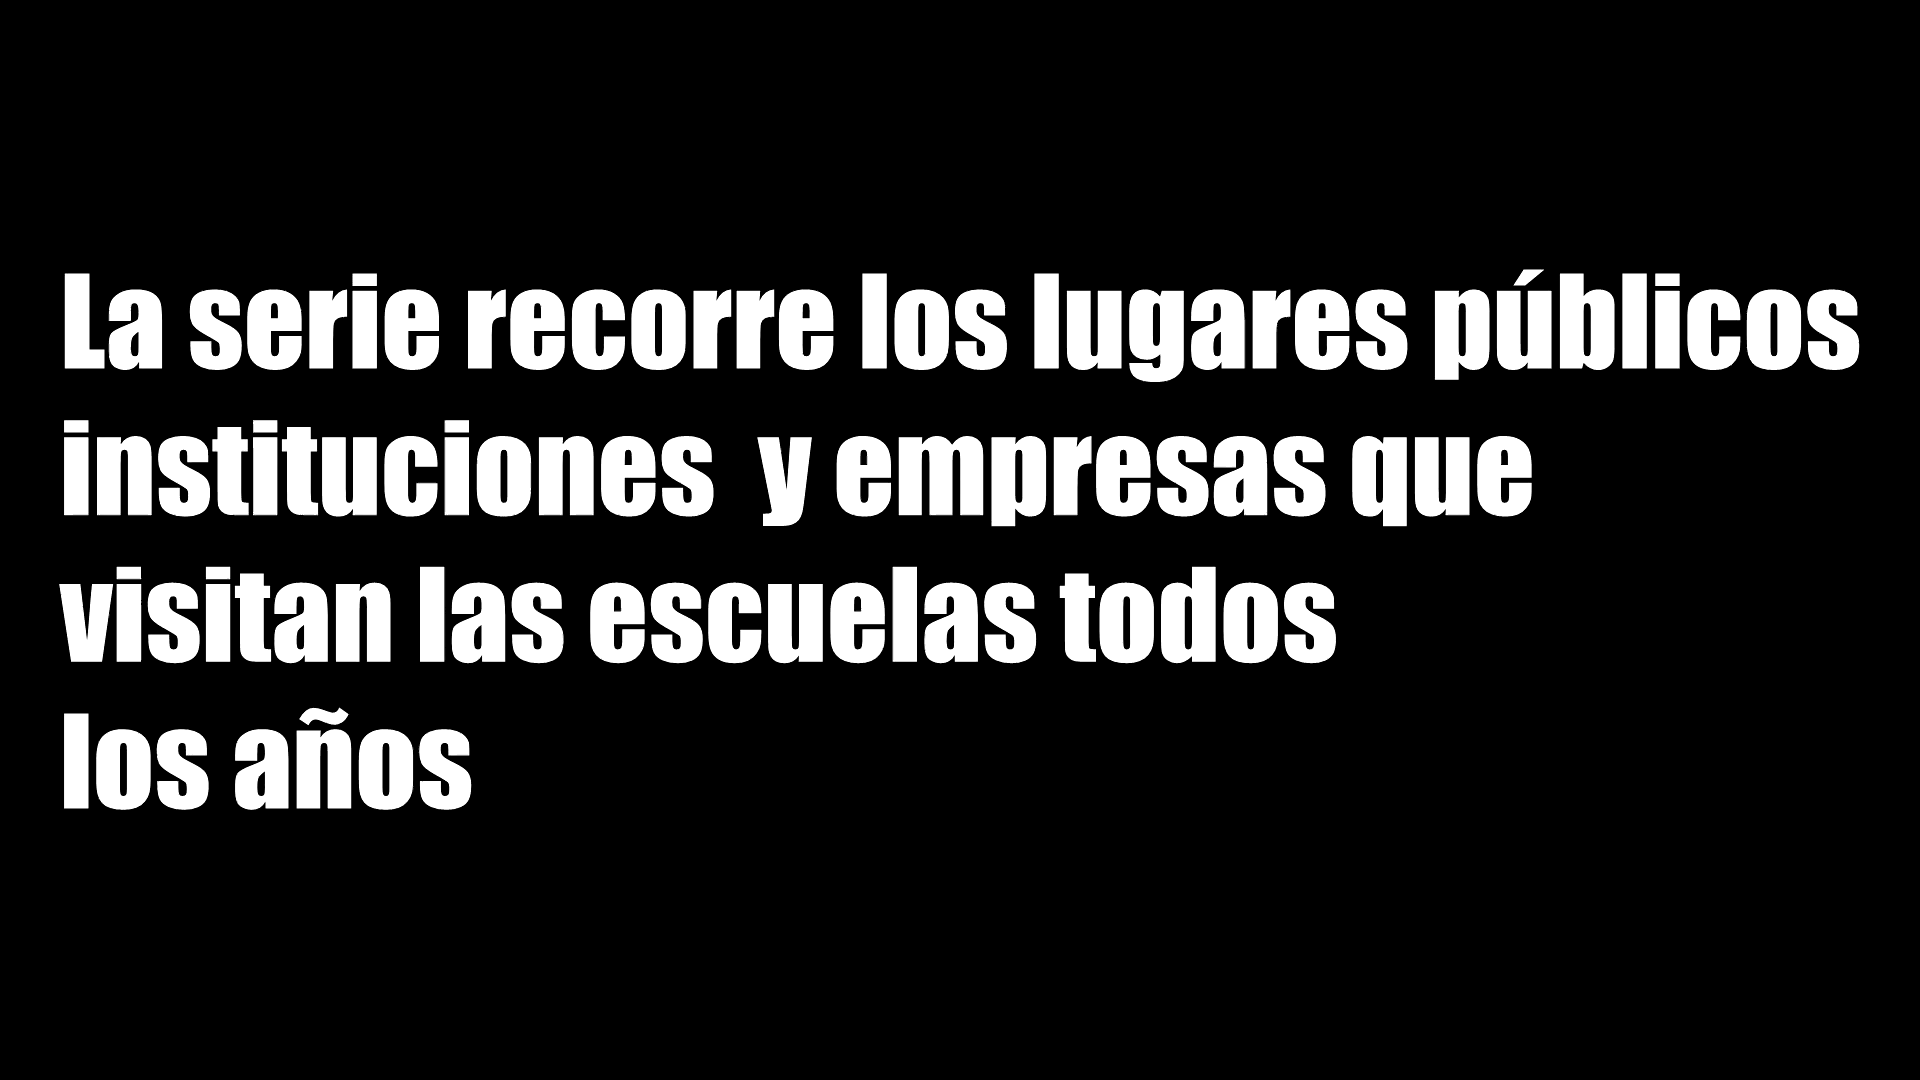 La serie recorre los lugares públicos
instituciones  y empresas que
visitan las escuelas todos
los años